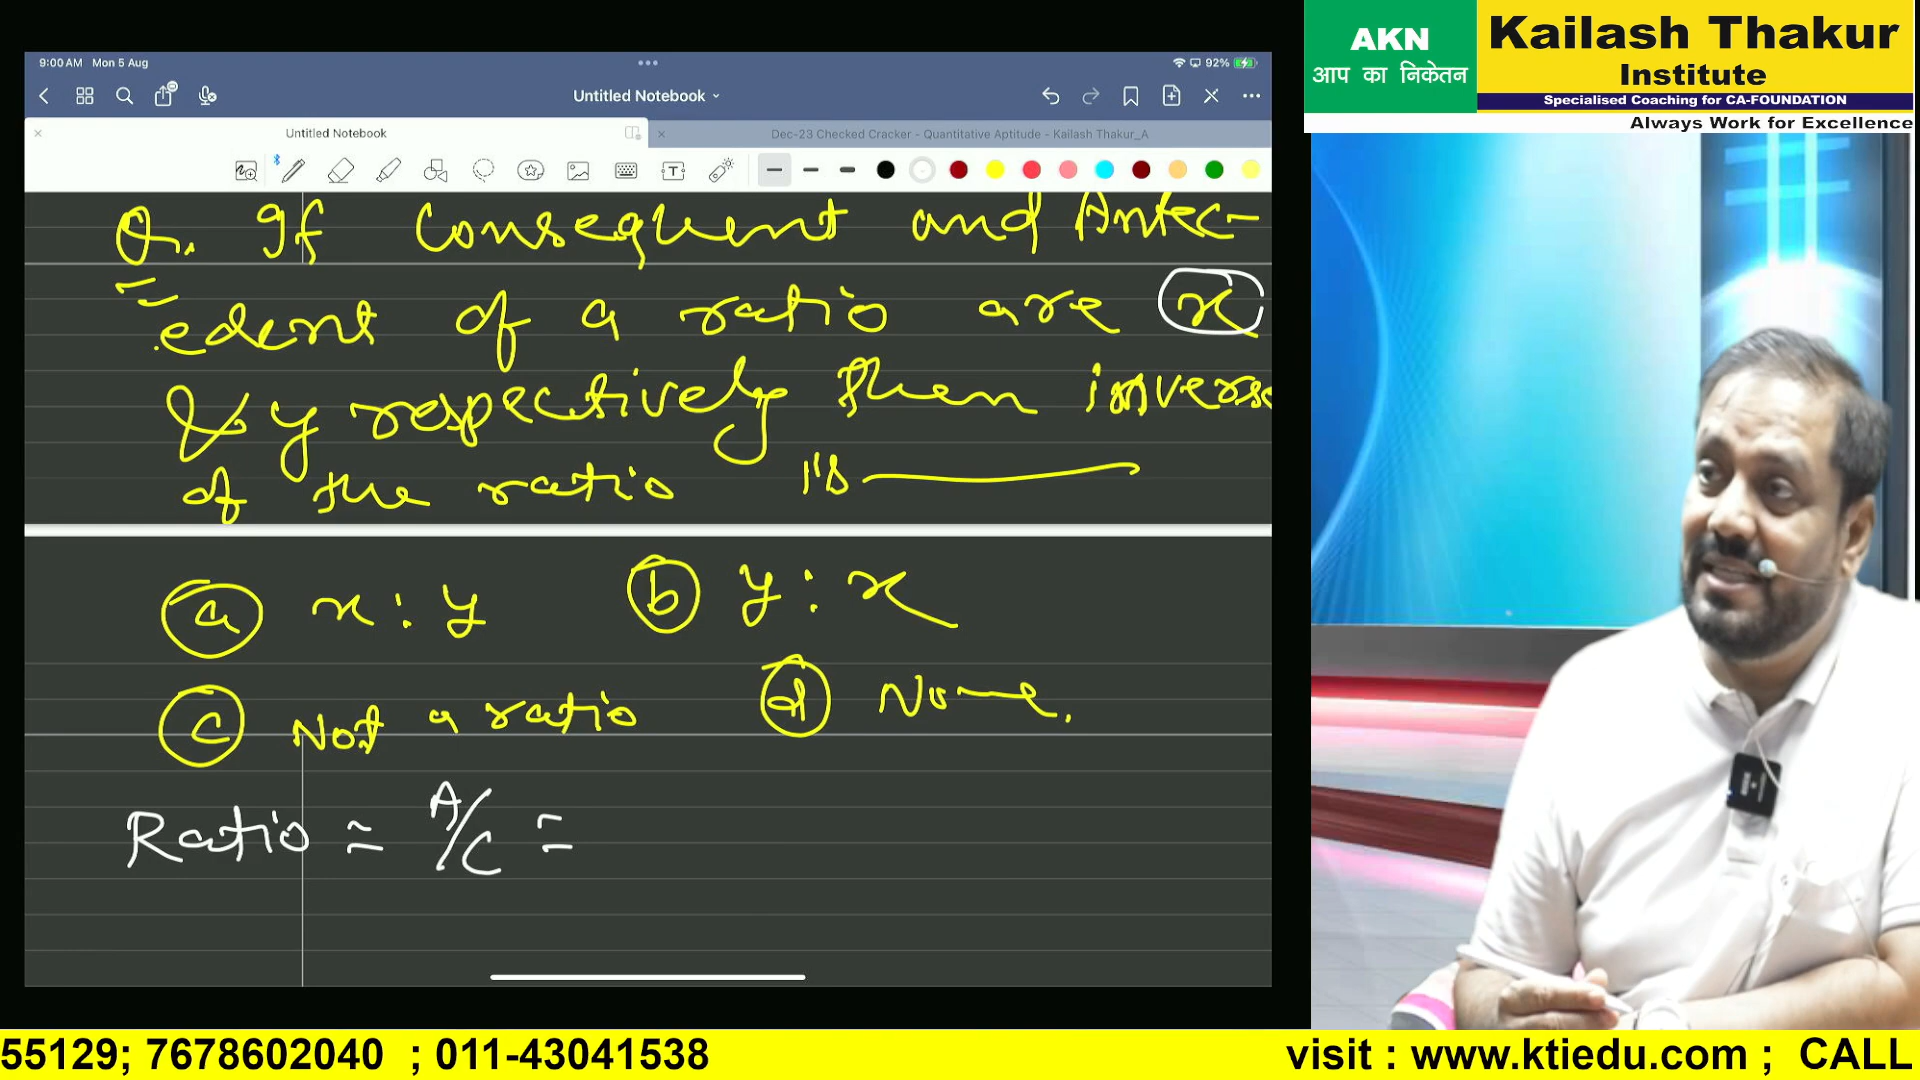 AKN
आप का निकेतन
Kailash Thakur
Institute
Specialised Coaching for CA-FOUNDATION
Always Work for Excellence
9:00 AM Mon 5 Aug
92%
Untitled Notebook
Untitled Notebook
Dec-23 Checked Cracker - Quantitative Aptitude - Kailash Thakur_A
Q. If Consequent and Antec-
edent of a ratio are x
& y respectively then inverse
of the ratio is
a x : y b y : x
c Not a ratio d None.
Ratio = A/C =
55129; 7678602040 ; 011-43041538
visit : www.ktiedu.com ; CALL